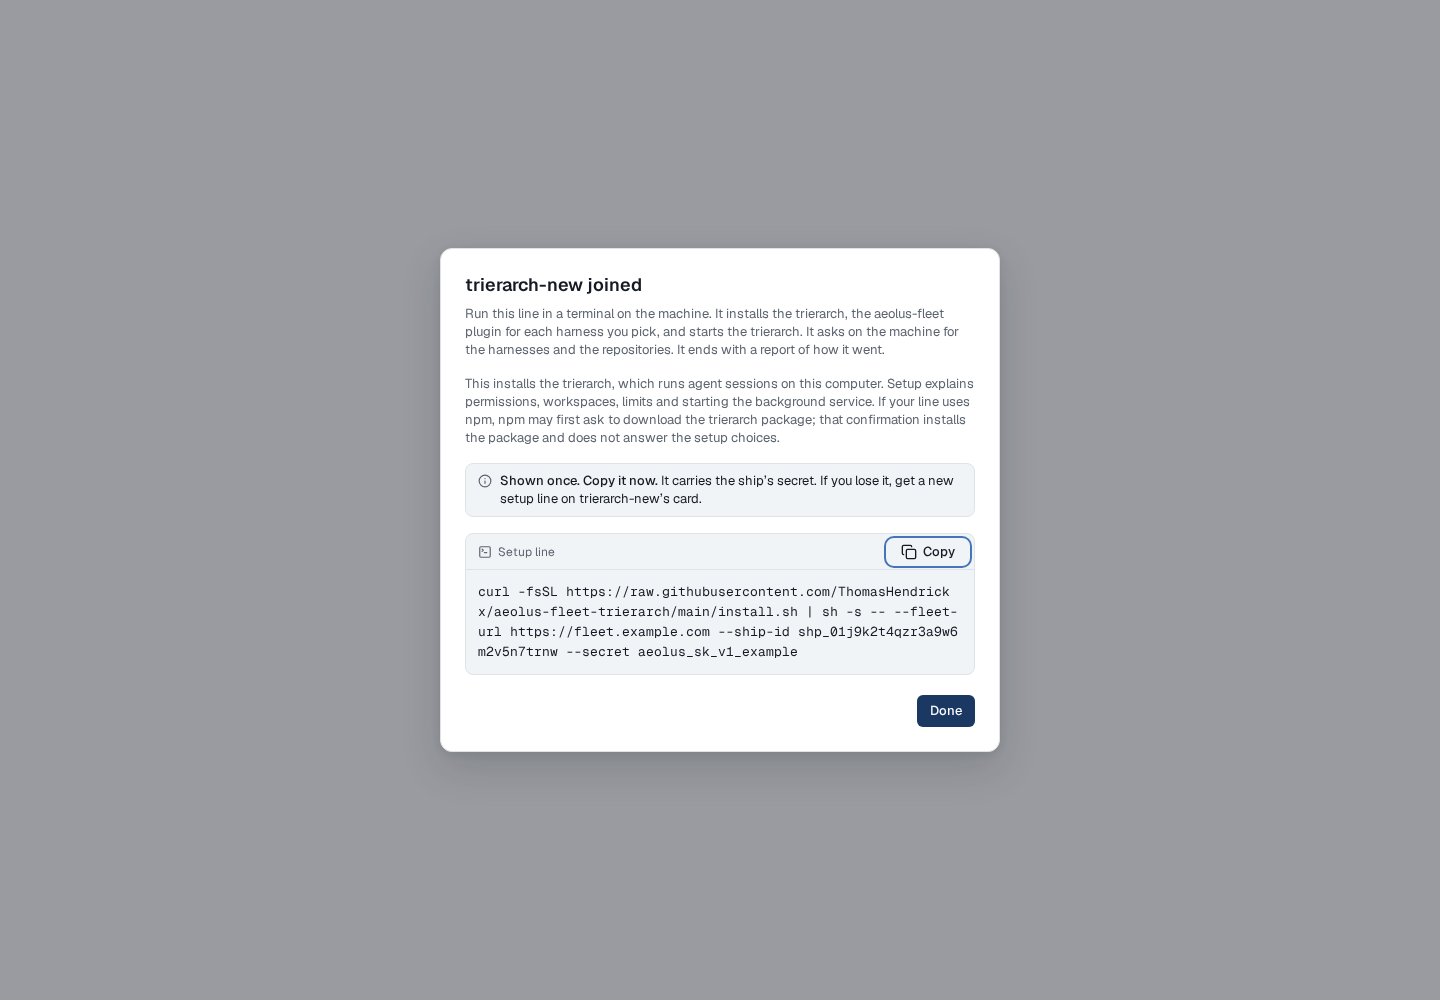 trierarch-new joined
Run this line in a terminal on the machine. It installs the trierarch, the aeolus-fleet
plugin for each harness you pick, and starts the trierarch. It asks on the machine for
the harnesses and the repositories. It ends with a report of how it went.
This installs the trierarch, which runs agent sessions on this computer. Setup explains
permissions, workspaces, limits and starting the background service. If your line uses
npm, npm may first ask to download the trierarch package; that confirmation installs
the package and does not answer the setup choices.
Shown once. Copy it now. It carries the ship's secret. If you lose it, get a new
setup line on trierarch-new's card.
Setup line
Copy
curl -fsSL https://raw.githubusercontent.com/ThomasHendrick
x/aeolus-fleet-trierarch/main/install.sh | sh -s -- --fleet-
url https://fleet.example.com --ship-id shp_01j9k2t4qzr3a9w6
m2v5n7trnw --secret aeolus_sk_v1_example
Done